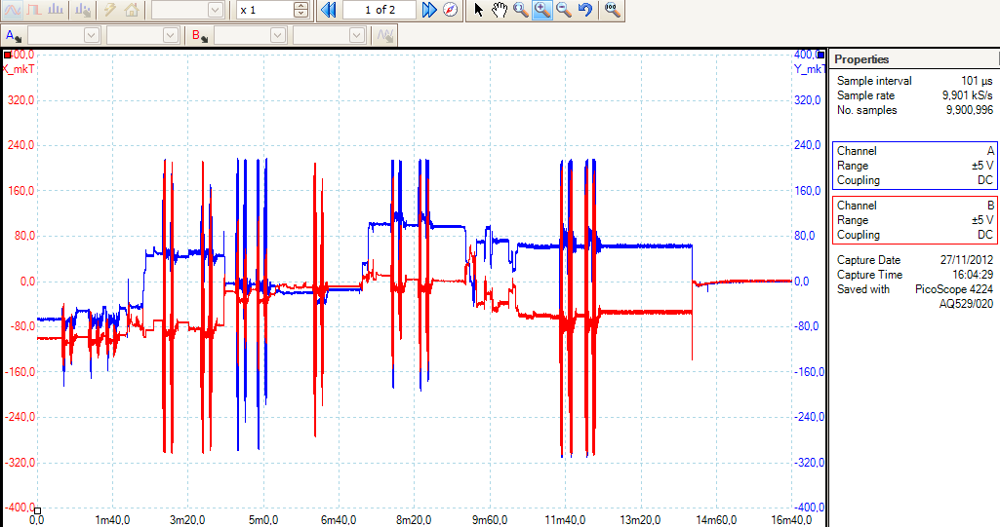 x 1
1 of 2
A
B
400,0
400,0
X_mkT
Y_mkT
320,0
320,0
240,0
240,0
160,0
160,0
80,0
80,0
0,0
0,0
-80,0
-80,0
-160,0
-160,0
-240,0
-240,0
-320,0
-320,0
-400,0
-400,0
0,0 1m40,0 3m20,0 5m0,0 6m40,0 8m20,0 9m60,0 11m40,0 13m20,0 14m60,0 16m40,0
Properties
Sample interval 101 µs
Sample rate 9,901 kS/s
No. samples 9,900,996
Channel A
Range ±5 V
Coupling DC
Channel B
Range ±5 V
Coupling DC
Capture Date 27/11/2012
Capture Time 16:04:29
Saved with PicoScope 4224
AQ529/020